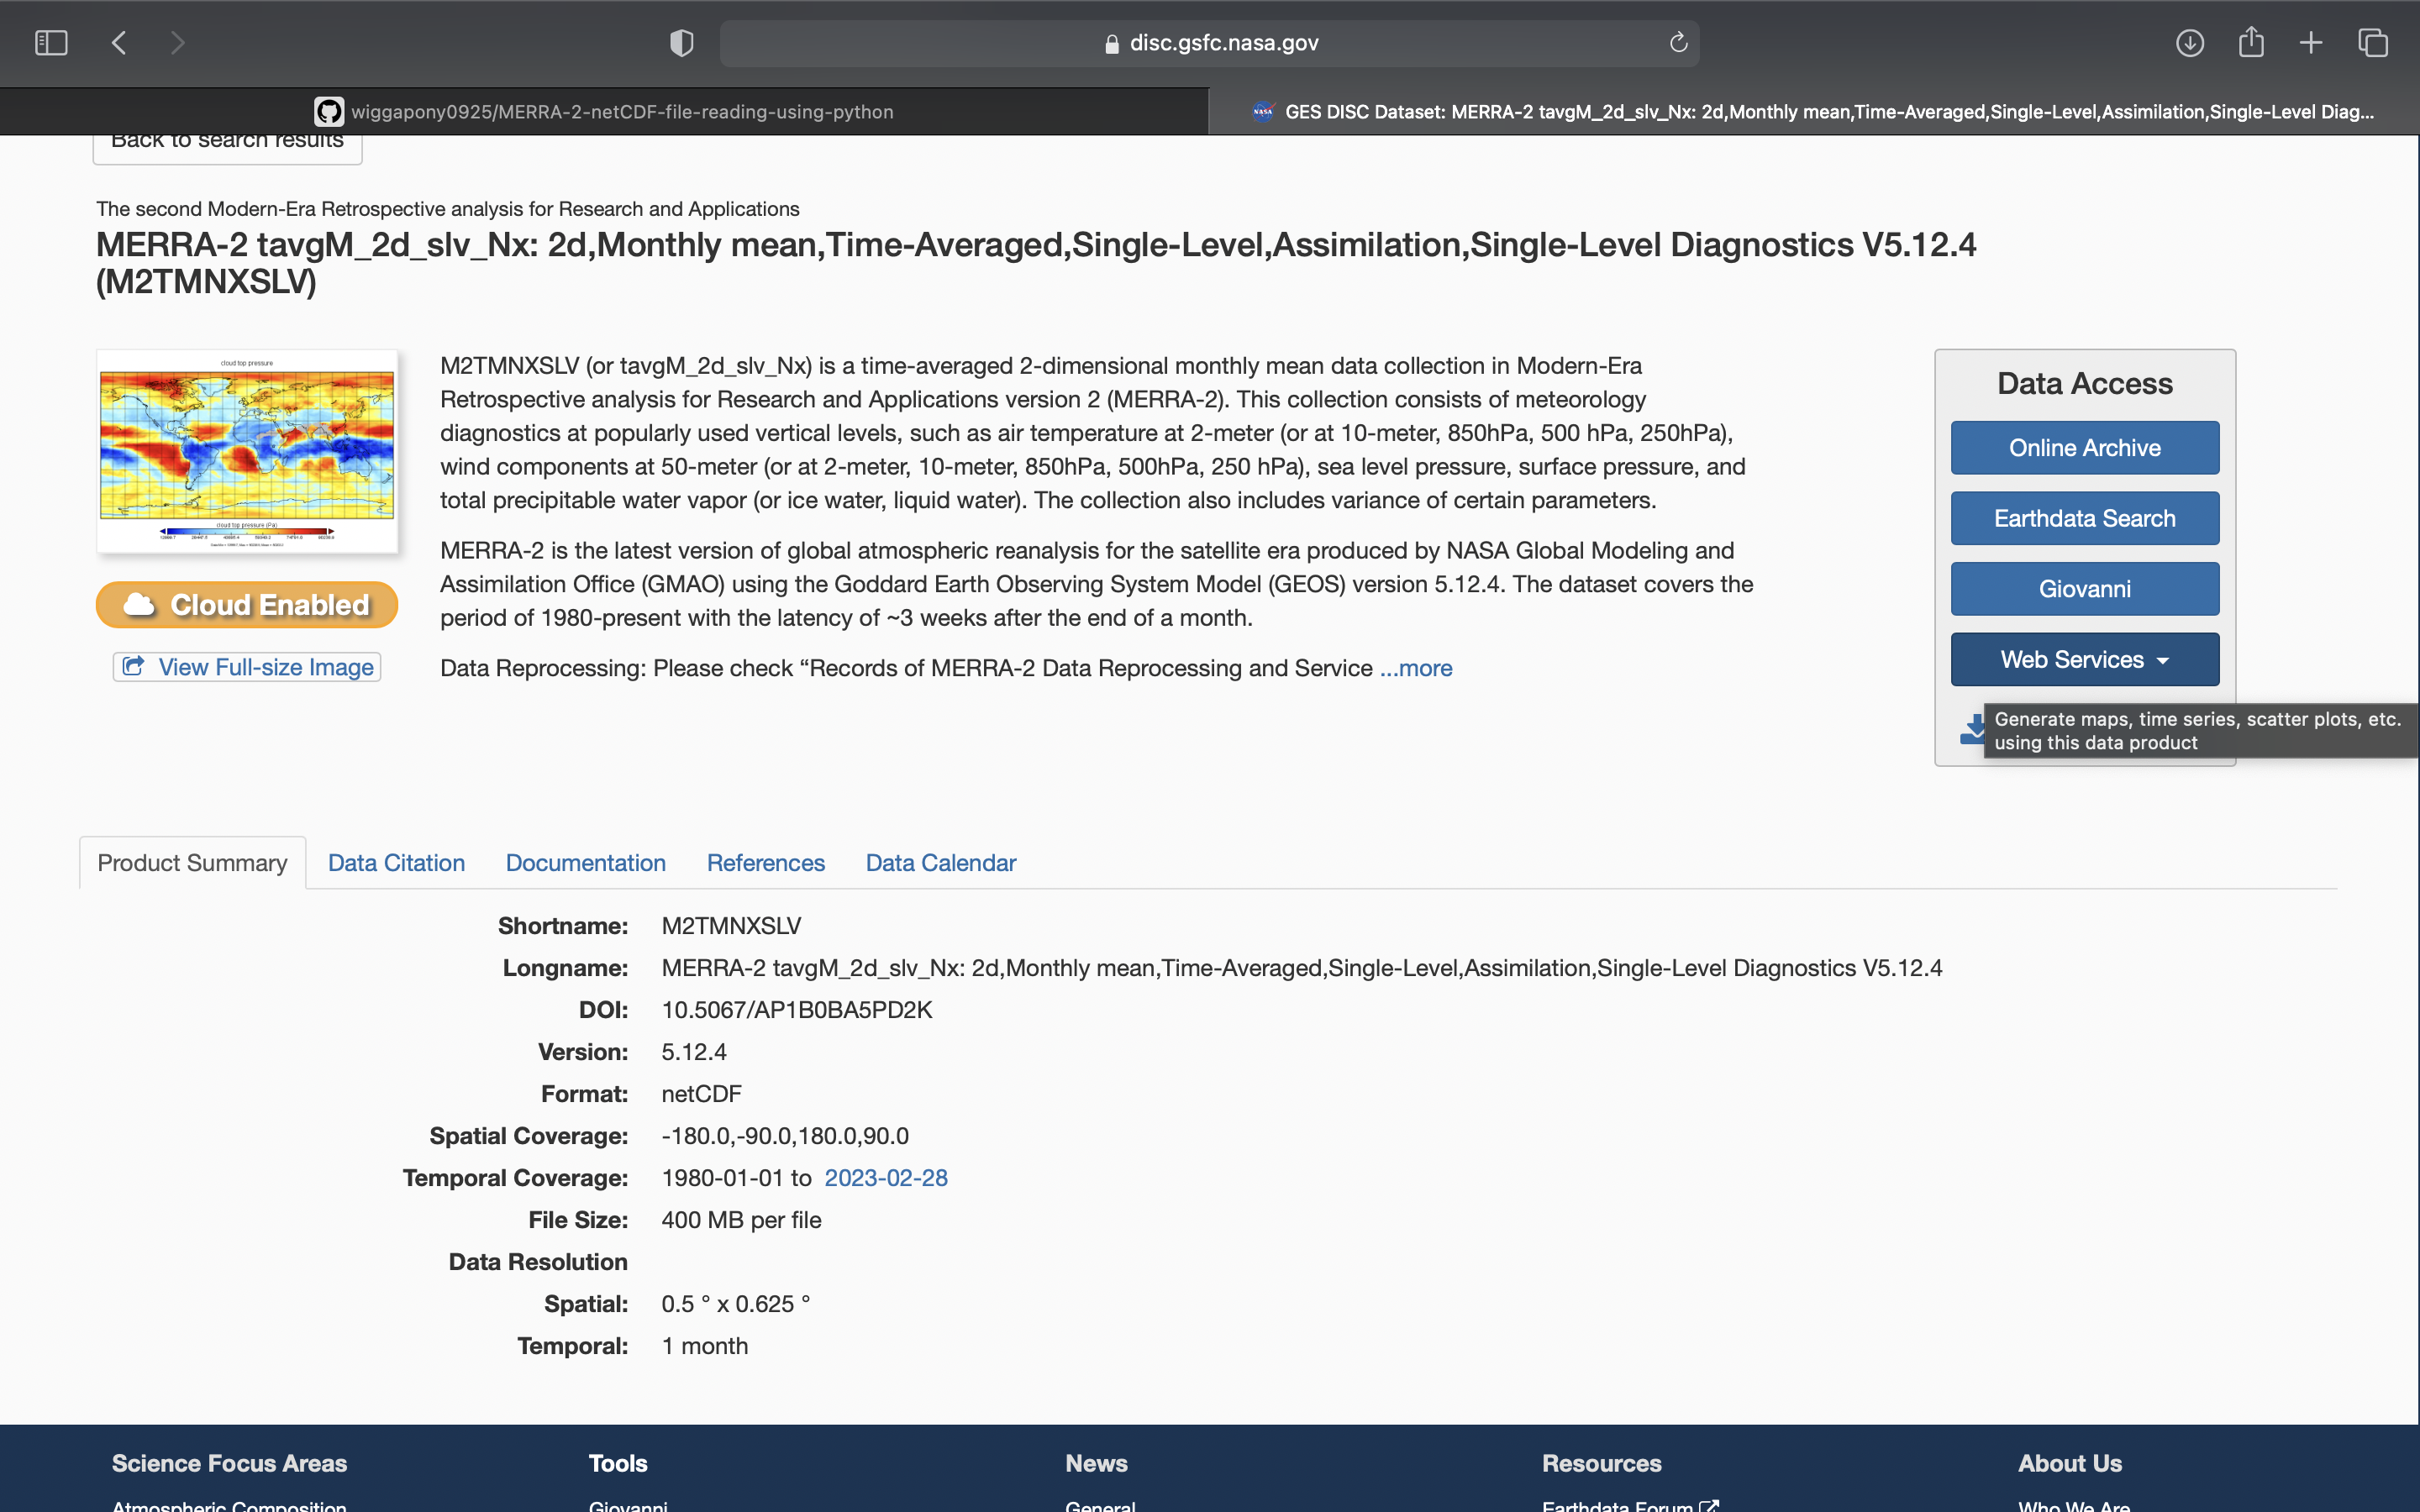 disc.gsfc.nasa.gov
wiggapony0925/MERRA-2-netCDF-file-reading-using-python
GES DISC Dataset: MERRA-2 tavgM_2d_slv_Nx: 2d,Monthly mean,Time-Averaged,Single-Level,Assimilation,Single-Level Diag...
Back to search results
The second Modern-Era Retrospective analysis for Research and Applications
MERRA-2 tavgM_2d_slv_Nx: 2d,Monthly mean,Time-Averaged,Single-Level,Assimilation,Single-Level Diagnostics V5.12.4
(M2TMNXSLV)
cloud top pressure
cloud top pressure (Pa)
Cloud Enabled
View Full-size Image
M2TMNXSLV (or tavgM_2d_slv_Nx) is a time-averaged 2-dimensional monthly mean data collection in Modern-Era
Retrospective analysis for Research and Applications version 2 (MERRA-2). This collection consists of meteorology
diagnostics at popularly used vertical levels, such as air temperature at 2-meter (or at 10-meter, 850hPa, 500 hPa, 250hPa),
wind components at 50-meter (or at 2-meter, 10-meter, 850hPa, 500hPa, 250 hPa), sea level pressure, surface pressure, and
total precipitable water vapor (or ice water, liquid water). The collection also includes variance of certain parameters.
MERRA-2 is the latest version of global atmospheric reanalysis for the satellite era produced by NASA Global Modeling and
Assimilation Office (GMAO) using the Goddard Earth Observing System Model (GEOS) version 5.12.4. The dataset covers the
period of 1980-present with the latency of ~3 weeks after the end of a month.
Data Reprocessing: Please check “Records of MERRA-2 Data Reprocessing and Service ...more
Data Access
Online Archive
Earthdata Search
Giovanni
Web Services
Generate maps, time series, scatter plots, etc.
using this data product
Product Summary Data Citation Documentation References Data Calendar
Shortname: M2TMNXSLV
Longname: MERRA-2 tavgM_2d_slv_Nx: 2d,Monthly mean,Time-Averaged,Single-Level,Assimilation,Single-Level Diagnostics V5.12.4
DOI: 10.5067/AP1B0BA5PD2K
Version: 5.12.4
Format: netCDF
Spatial Coverage: -180.0,-90.0,180.0,90.0
Temporal Coverage: 1980-01-01 to 2023-02-28
File Size: 400 MB per file
Data Resolution
Spatial: 0.5 ° x 0.625 °
Temporal: 1 month
Science Focus Areas Tools News Resources About Us
Atmospheric Composition Giovanni General Earthdata Forum Who We Are